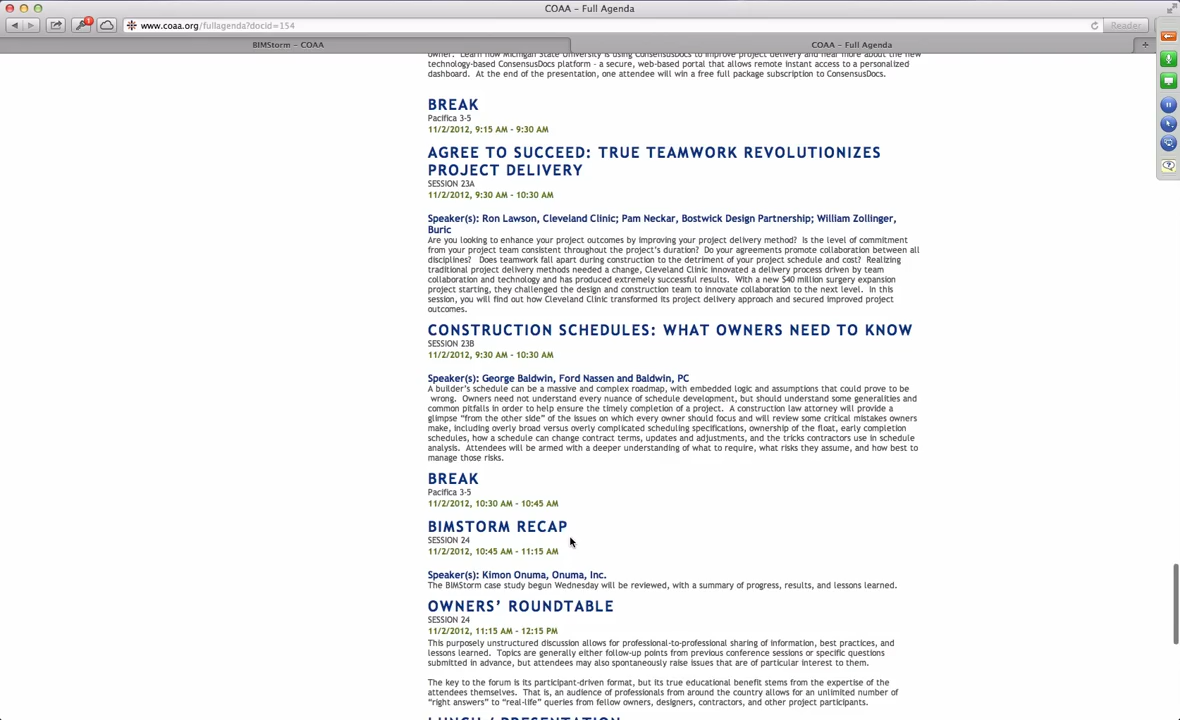 COAA – Full Agenda
www.coaa.org/fullagenda?docid=154
Reader
BIMStorm – COAA
COAA – Full Agenda
owner. Learn how Michigan State University is using ConsensusDocs to improve project delivery and hear more about the new
technology-based ConsensusDocs platform – a secure, web-based portal that allows remote instant access to a personalized
dashboard. At the end of the presentation, one attendee will win a free full package subscription to ConsensusDocs.
BREAK
Pacifica 3-5
11/2/2012, 9:15 AM - 9:30 AM
AGREE TO SUCCEED: TRUE TEAMWORK REVOLUTIONIZES
PROJECT DELIVERY
SESSION 23A
11/2/2012, 9:30 AM - 10:30 AM
Speaker(s): Ron Lawson, Cleveland Clinic; Pam Neckar, Bostwick Design Partnership; William Zollinger,
Buric
Are you looking to enhance your project outcomes by improving your project delivery method? Is the level of commitment
from your project team consistent throughout the project's duration? Do your agreements promote collaboration between all
disciplines? Does teamwork fall apart during construction to the detriment of your project schedule and cost? Realizing
traditional project delivery methods needed a change, Cleveland Clinic innovated a delivery process driven by team
collaboration and technology and has produced extremely successful results. With a new $40 million surgery expansion
project starting, they challenged the design and construction team to innovate collaboration to the next level. In this
session, you will find out how Cleveland Clinic transformed its project delivery approach and secured improved project
outcomes.
CONSTRUCTION SCHEDULES: WHAT OWNERS NEED TO KNOW
SESSION 23B
11/2/2012, 9:30 AM - 10:30 AM
Speaker(s): George Baldwin, Ford Nassen and Baldwin, PC
A builder's schedule can be a massive and complex roadmap, with embedded logic and assumptions that could prove to be
wrong. Owners need not understand every nuance of schedule development, but should understand some generalities and
common pitfalls in order to help ensure the timely completion of a project. A construction law attorney will provide a
glimpse “from the other side” of the issues on which every owner should focus and will review some critical mistakes owners
make, including overly broad versus overly complicated scheduling specifications, ownership of the float, early completion
schedules, how a schedule can change contract terms, updates and adjustments, and the tricks contractors use in schedule
analysis. Attendees will be armed with a deeper understanding of what to require, what risks they assume, and how best to
manage those risks.
BREAK
Pacifica 3-5
11/2/2012, 10:30 AM - 10:45 AM
BIMSTORM RECAP
SESSION 24
11/2/2012, 10:45 AM - 11:15 AM
Speaker(s): Kimon Onuma, Onuma, Inc.
The BIMStorm case study begun Wednesday will be reviewed, with a summary of progress, results, and lessons learned.
OWNERS' ROUNDTABLE
SESSION 24
11/2/2012, 11:15 AM - 12:15 PM
This purposely unstructured discussion allows for professional-to-professional sharing of information, best practices, and
lessons learned. Topics are generally either follow-up points from previous conference sessions or specific questions
submitted in advance, but attendees may also spontaneously raise issues that are of particular interest to them.
The key to the forum is its participant-driven format, but its true educational benefit stems from the expertise of the
attendees themselves. That is, an audience of professionals from around the country allows for an unlimited number of
“right answers” to “real-life” queries from fellow owners, designers, contractors, and other project participants.
LUNCH / PRESENTATION